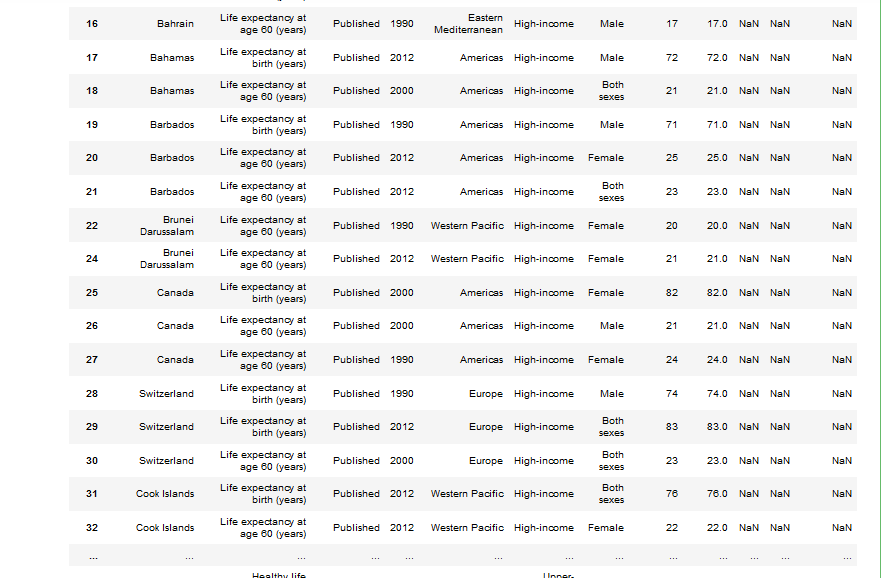 16 Bahrain Life expectancy at age 60 (years) Published 1990 Eastern Mediterranean High-income Male 17 17.0 NaN NaN NaN
17 Bahamas Life expectancy at birth (years) Published 2012 Americas High-income Male 72 72.0 NaN NaN NaN
18 Bahamas Life expectancy at age 60 (years) Published 2000 Americas High-income Both sexes 21 21.0 NaN NaN NaN
19 Barbados Life expectancy at birth (years) Published 1990 Americas High-income Male 71 71.0 NaN NaN NaN
20 Barbados Life expectancy at age 60 (years) Published 2012 Americas High-income Female 25 25.0 NaN NaN NaN
21 Barbados Life expectancy at age 60 (years) Published 2012 Americas High-income Both sexes 23 23.0 NaN NaN NaN
22 Brunei Darussalam Life expectancy at age 60 (years) Published 1990 Western Pacific High-income Female 20 20.0 NaN NaN NaN
24 Brunei Darussalam Life expectancy at age 60 (years) Published 2012 Western Pacific High-income Female 21 21.0 NaN NaN NaN
25 Canada Life expectancy at birth (years) Published 2000 Americas High-income Female 82 82.0 NaN NaN NaN
26 Canada Life expectancy at age 60 (years) Published 2000 Americas High-income Male 21 21.0 NaN NaN NaN
27 Canada Life expectancy at age 60 (years) Published 1990 Americas High-income Female 24 24.0 NaN NaN NaN
28 Switzerland Life expectancy at birth (years) Published 1990 Europe High-income Male 74 74.0 NaN NaN NaN
29 Switzerland Life expectancy at birth (years) Published 2012 Europe High-income Both sexes 83 83.0 NaN NaN NaN
30 Switzerland Life expectancy at age 60 (years) Published 2000 Europe High-income Both sexes 23 23.0 NaN NaN NaN
31 Cook Islands Life expectancy at birth (years) Published 2012 Western Pacific High-income Both sexes 76 76.0 NaN NaN NaN
32 Cook Islands Life expectancy at age 60 (years) Published 2012 Western Pacific High-income Female 22 22.0 NaN NaN NaN
... ... ... ... ... ... ... ... ... ... ... ... ...
Healthy life Upper-